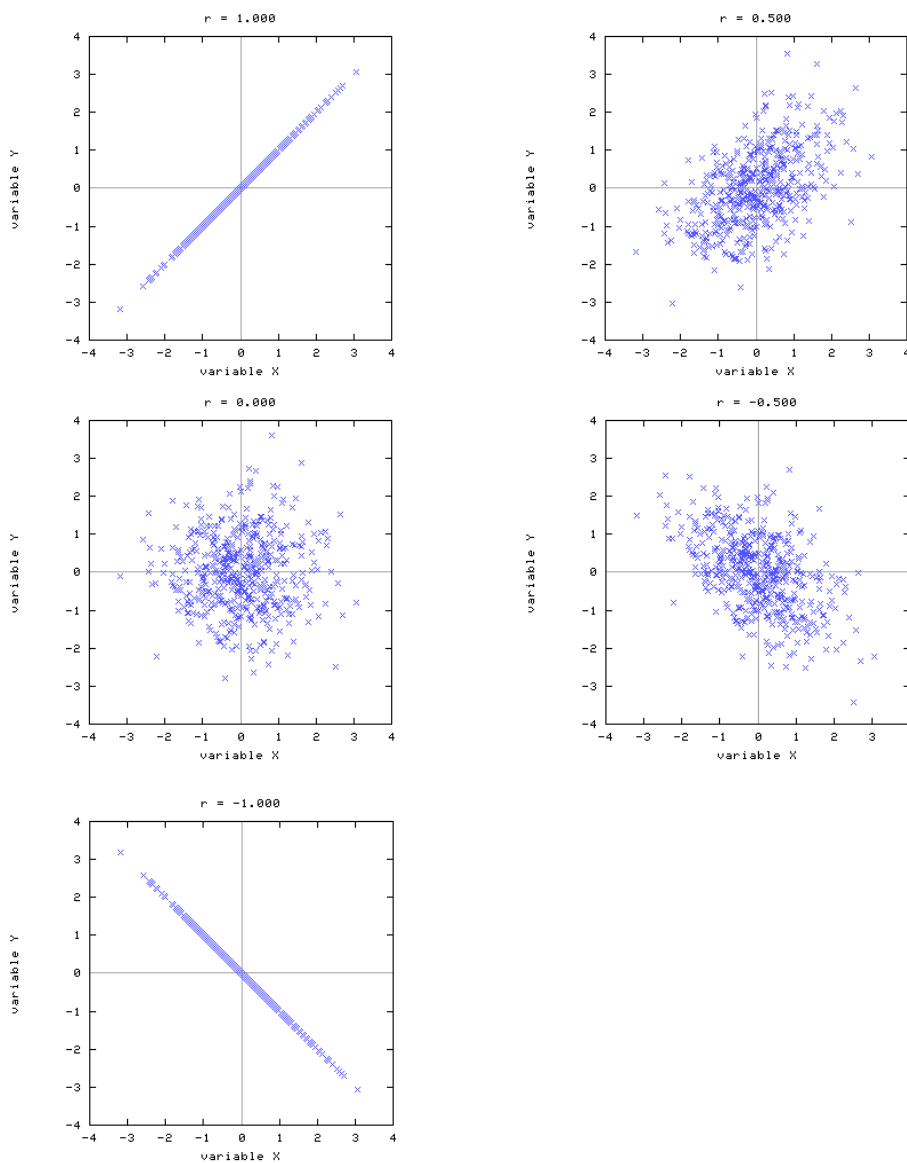 r = 1.000
4
3
2
1
0
-1
-2
-3
-4
variable Y
-4 -3 -2 -1 0 1 2 3 4
variable X
r = 0.500
4
3
2
1
0
-1
-2
-3
-4
variable Y
-4 -3 -2 -1 0 1 2 3 4
variable X
r = 0.000
4
3
2
1
0
-1
-2
-3
-4
variable Y
-4 -3 -2 -1 0 1 2 3 4
variable X
r = -0.500
4
3
2
1
0
-1
-2
-3
-4
variable Y
-4 -3 -2 -1 0 1 2 3
variable X
r = -1.000
4
3
2
1
0
-1
-2
-3
-4
variable Y
-4 -3 -2 -1 0 1 2 3 4
variable X